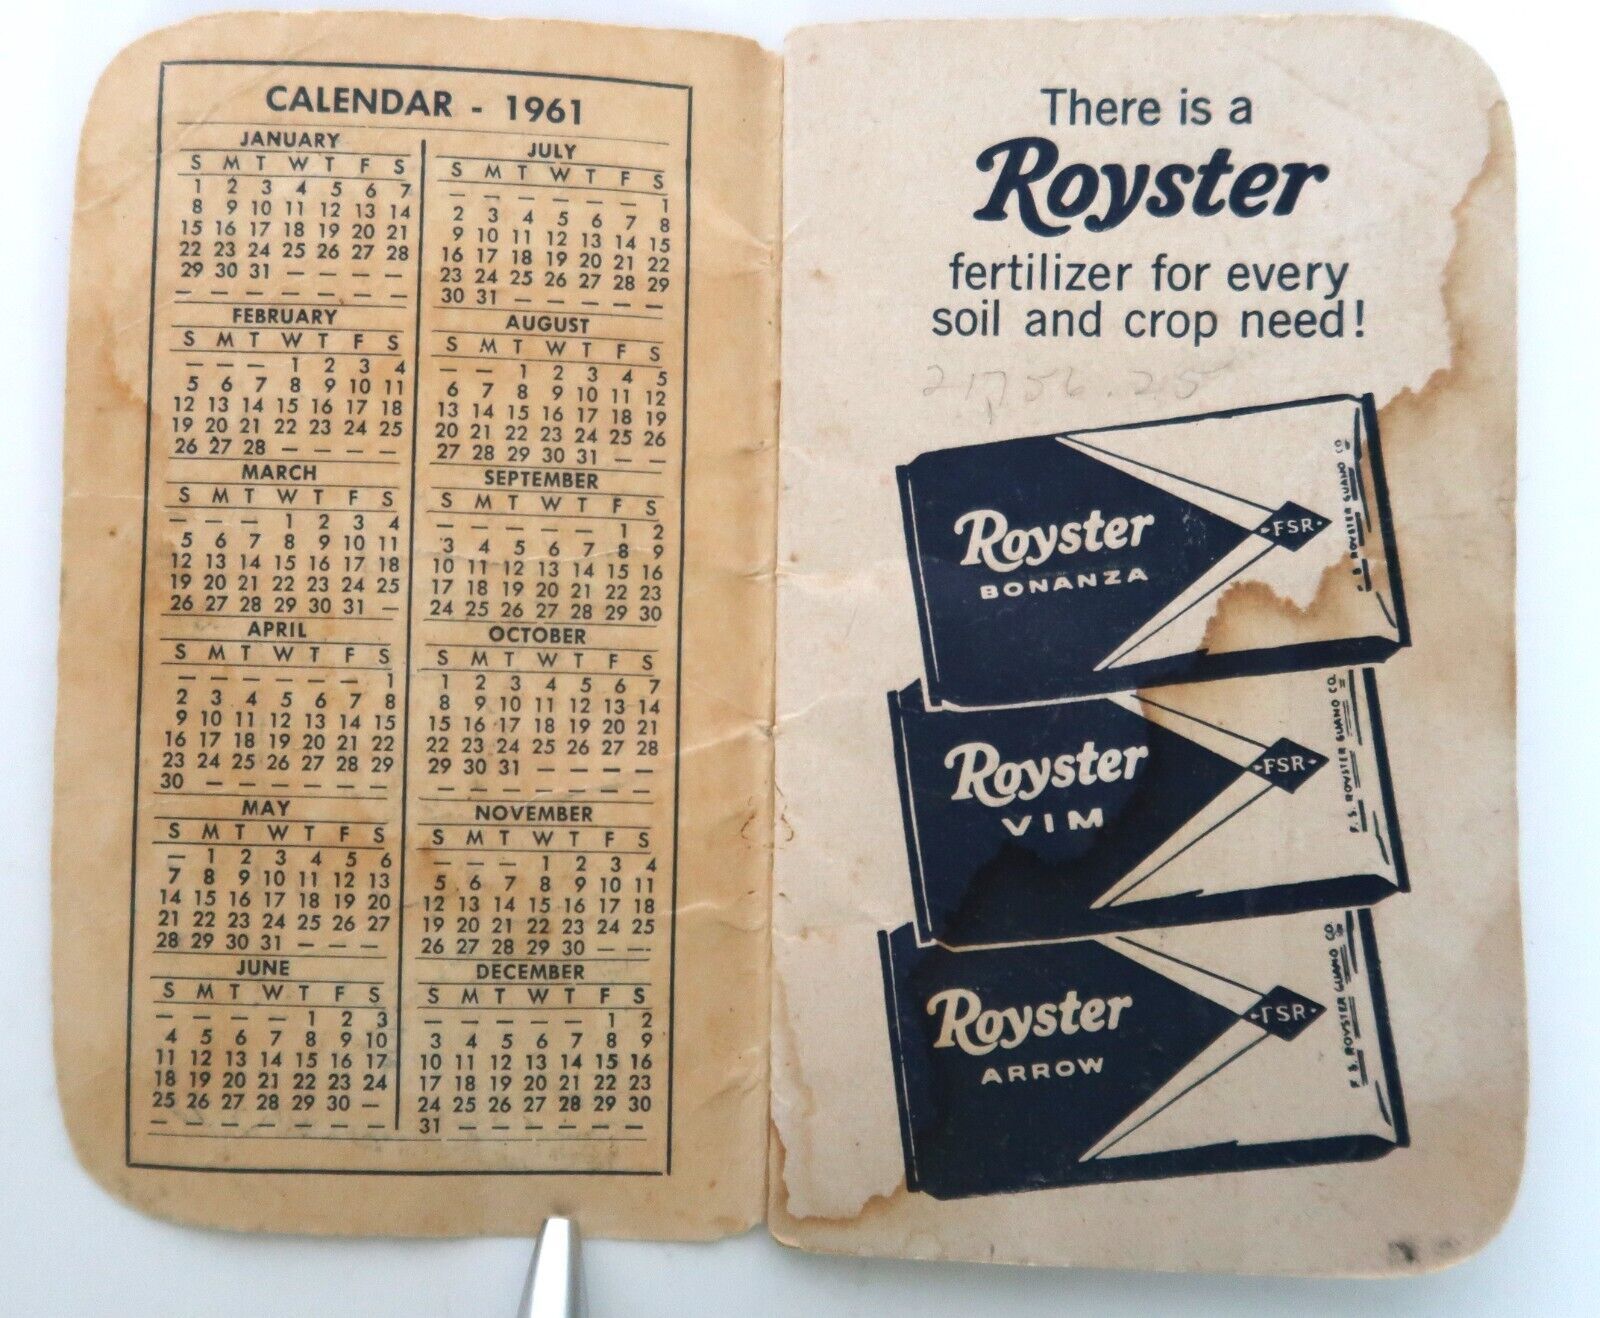 CALENDAR - 1961
JANUARY
S M T W T F S
1 2 3 4 5 6 7
8 9 10 11 12 13 14
15 16 17 18 19 20 21
22 23 24 25 26 27 28
29 30 31 — — — —
— — — — — — —
FEBRUARY
S M T W T F S
— — — 1 2 3 4
5 6 7 8 9 10 11
12 13 14 15 16 17 18
19 20 21 22 23 24 25
26 27 28 — — — —
MARCH
S M T W T F S
— — — 1 2 3 4
5 6 7 8 9 10 11
12 13 14 15 16 17 18
19 20 21 22 23 24 25
26 27 28 29 30 31 —
APRIL
S M T W T F S
— — — — — — 1
2 3 4 5 6 7 8
9 10 11 12 13 14 15
16 17 18 19 20 21 22
23 24 25 26 27 28 29
30 — — — — — —
MAY
S M T W T F S
— 1 2 3 4 5 6
7 8 9 10 11 12 13
14 15 16 17 18 19 20
21 22 23 24 25 26 27
28 29 30 31 — — —
JUNE
S M T W T F S
— — — — 1 2 3
4 5 6 7 8 9 10
11 12 13 14 15 16 17
18 19 20 21 22 23 24
25 26 27 28 29 30 —
— — — — — — —
JULY
S M T W T F S
— — — — — — 1
2 3 4 5 6 7 8
9 10 11 12 13 14 15
16 17 18 19 20 21 22
23 24 25 26 27 28 29
30 31 — — — — —
AUGUST
S M T W T F S
— — 1 2 3 4 5
6 7 8 9 10 11 12
13 14 15 16 17 18 19
20 21 22 23 24 25 26
27 28 29 30 31 — —
SEPTEMBER
S M T W T F S
— — — — — 1 2
3 4 5 6 7 8 9
10 11 12 13 14 15 16
17 18 19 20 21 22 23
24 25 26 27 28 29 30
OCTOBER
S M T W T F S
1 2 3 4 5 6 7
8 9 10 11 12 13 14
15 16 17 18 19 20 21
22 23 24 25 26 27 28
29 30 31 — — — —
— — — — — — —
NOVEMBER
S M T W T F S
— — — 1 2 3 4
5 6 7 8 9 10 11
12 13 14 15 16 17 18
19 20 21 22 23 24 25
26 27 28 29 30 — —
DECEMBER
S M T W T F S
— — — — — 1 2
3 4 5 6 7 8 9
10 11 12 13 14 15 16
17 18 19 20 21 22 23
24 25 26 27 28 29 30
31 — — — — — —
There is a
Royster
fertilizer for every
soil and crop need!
21756.25
Royster
BONANZA
FSR
ROYSTER GUANO CO
Royster
VIM
FSR
F. S. ROYSTER GUANO CO.
Royster
ARROW
FSR
F. S. ROYSTER GUANO CO.